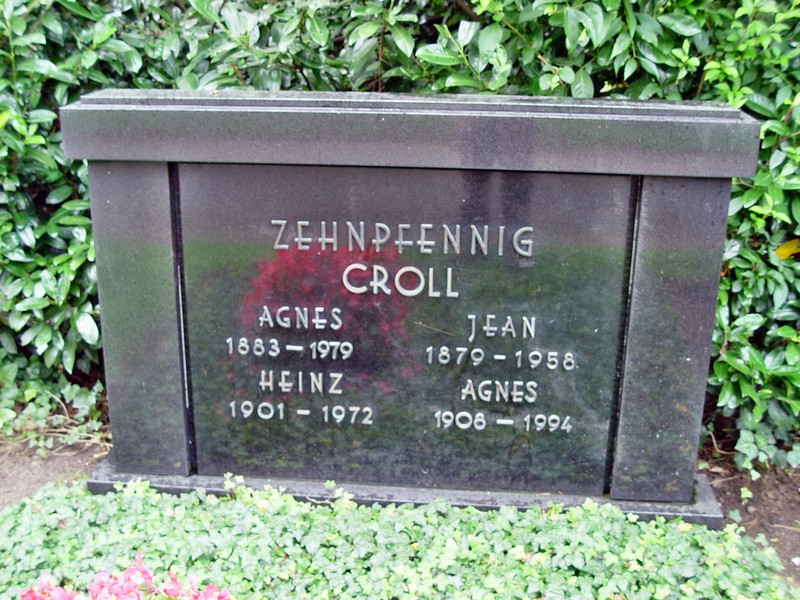 ZEHNPFENNIG
CROLL
AGNES JEAN
1883 – 1979 1879 – 1958
HEINZ AGNES
1901 – 1972 1908 – 1994